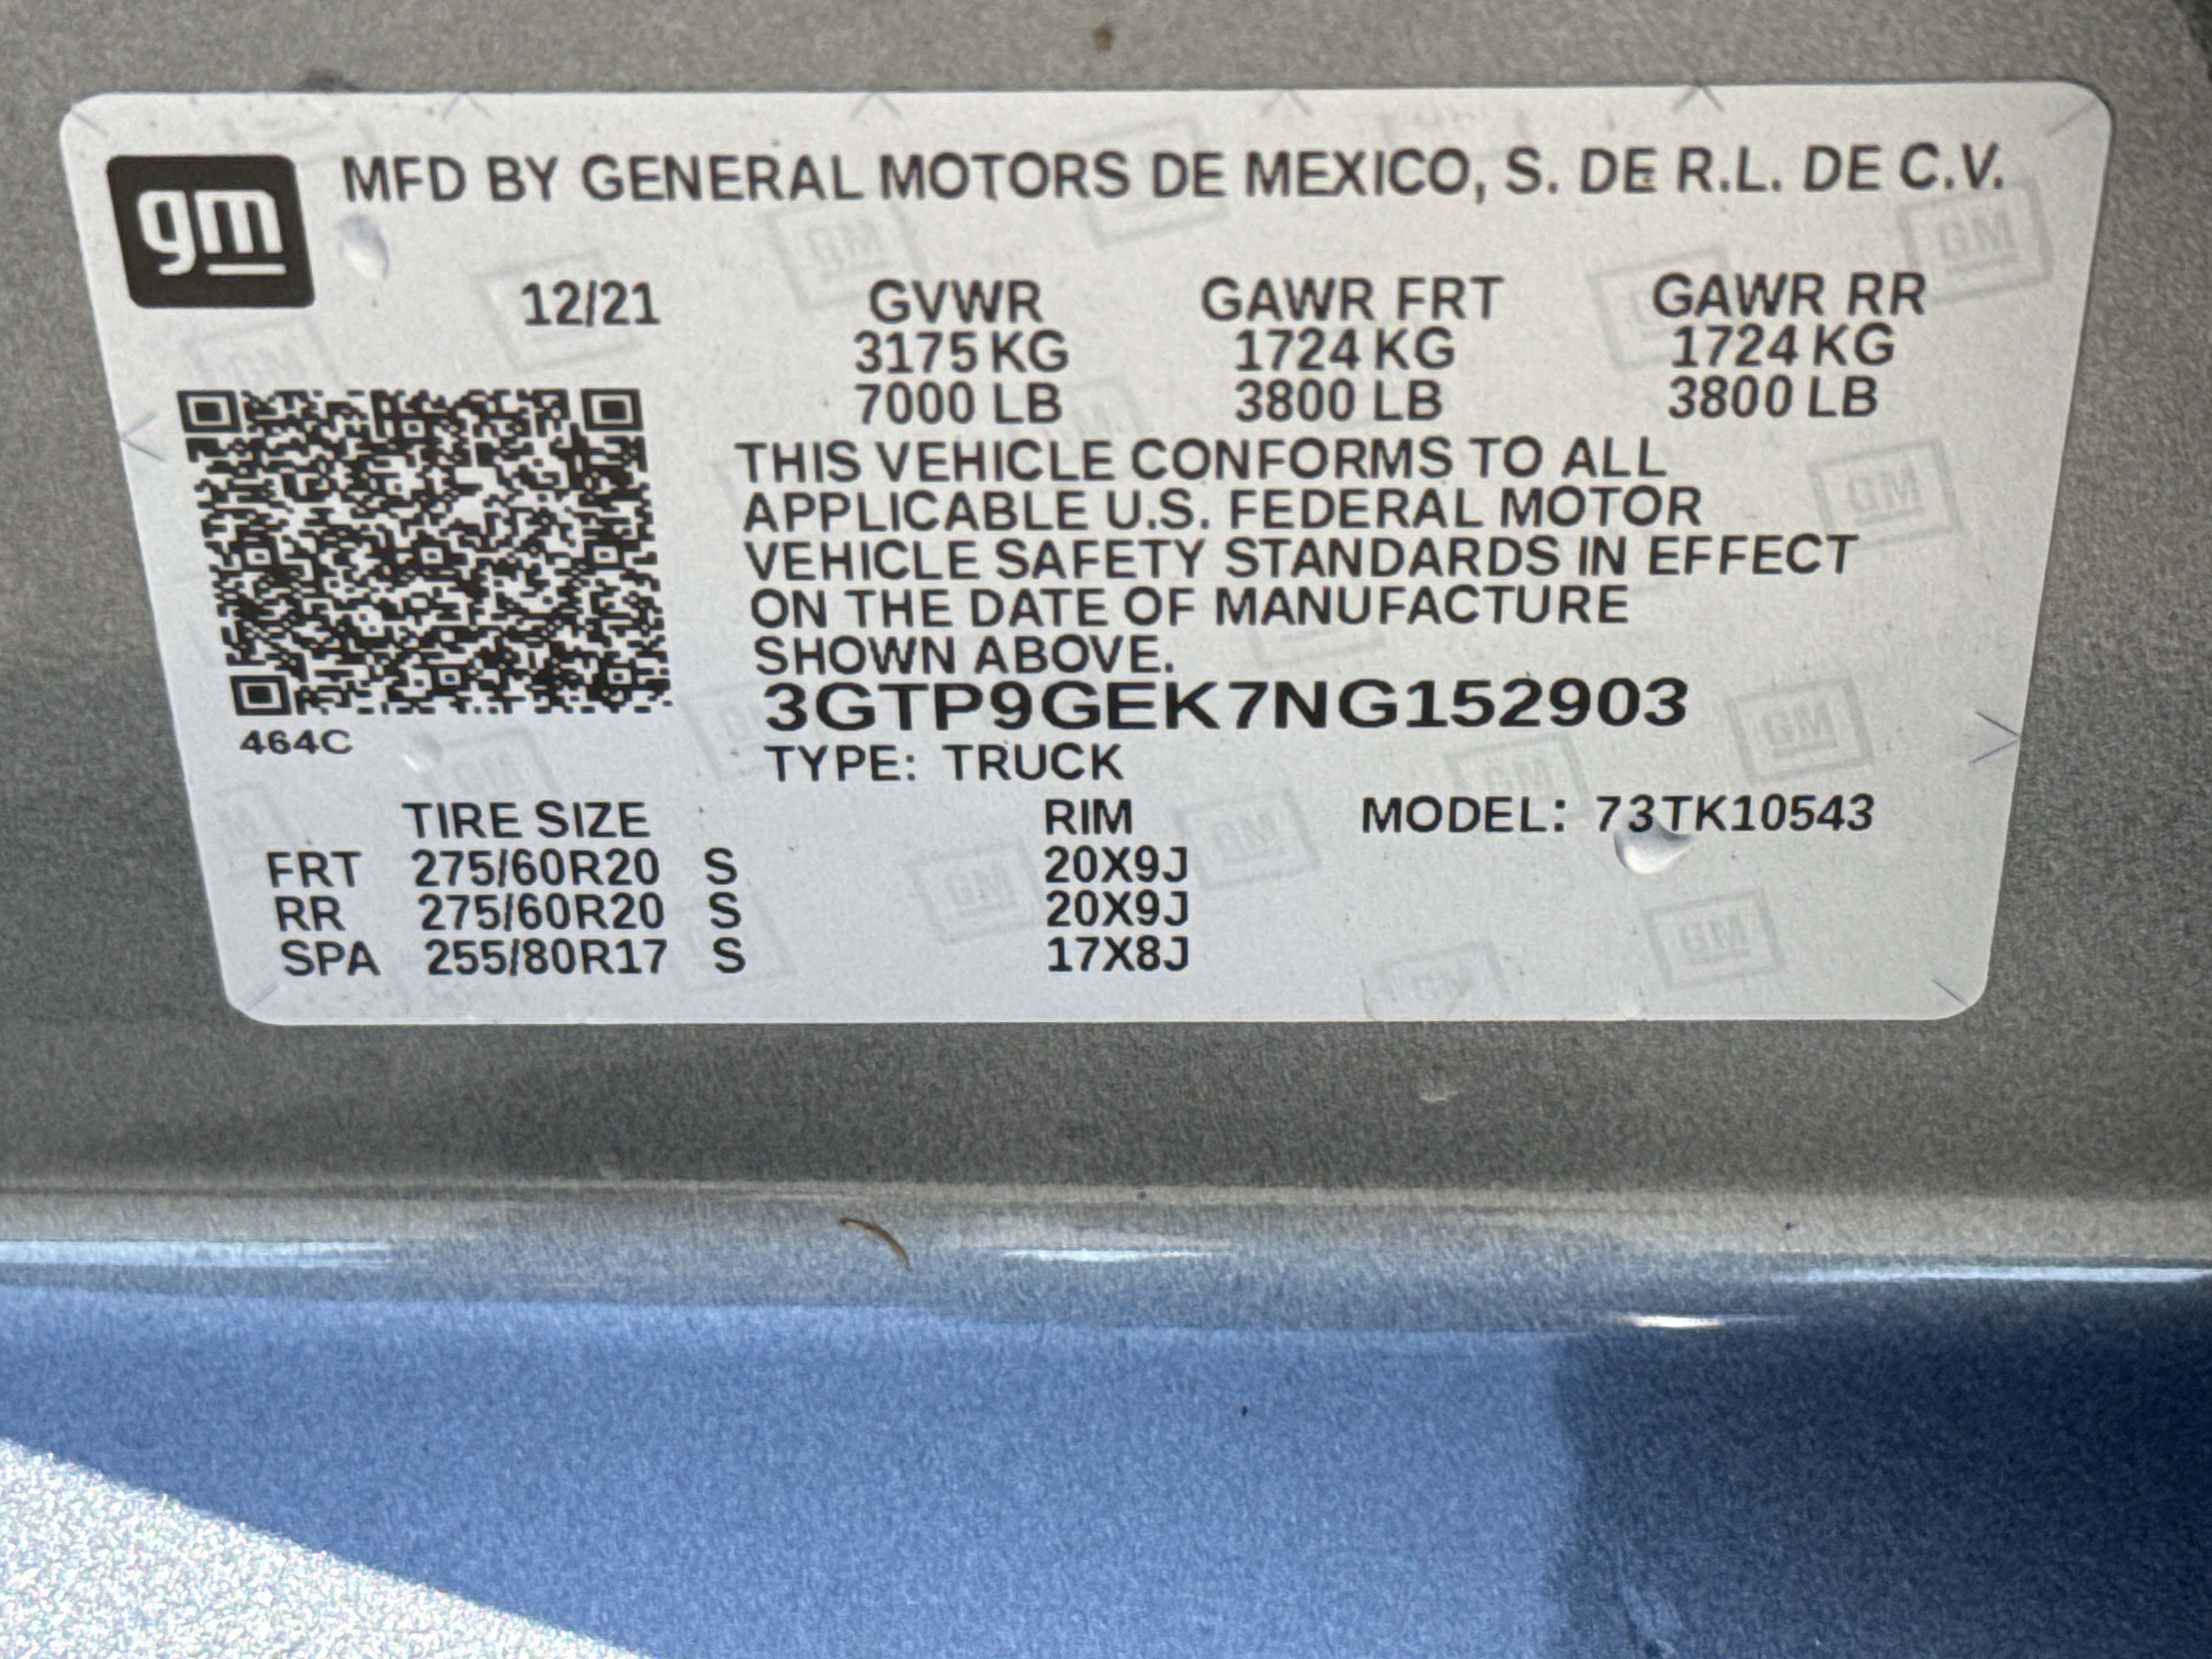 gm MFD BY GENERAL MOTORS DE MEXICO, S. DE R.L. DE C.V.
12/21 GVWR GAWR FRT GAWR RR
3175 KG 1724 KG 1724 KG
7000 LB 3800 LB 3800 LB
THIS VEHICLE CONFORMS TO ALL
APPLICABLE U.S. FEDERAL MOTOR
VEHICLE SAFETY STANDARDS IN EFFECT
ON THE DATE OF MANUFACTURE
SHOWN ABOVE.
3GTP9GEK7NG152903
464C
TYPE: TRUCK
TIRE SIZE RIM MODEL: 73TK10543
FRT 275/60R20 S 20X9J
RR 275/60R20 S 20X9J
SPA 255/80R17 S 17X8J